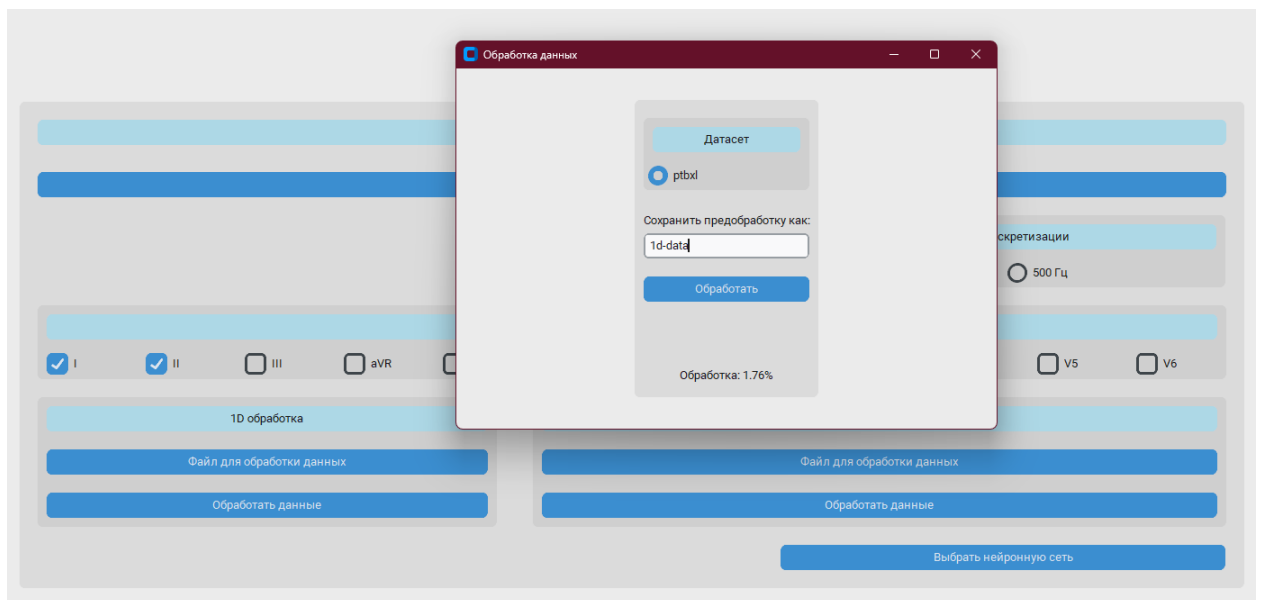 Обработка данных
Датасет
ptbxl
Сохранить предобработку как:
1d-data
Обработать
Обработка: 1.76%
скретизации
500 Гц
I
II
III
aVR
V5
V6
1D обработка
Файл для обработки данных
Файл для обработки данных
Обработать данные
Обработать данные
Выбрать нейронную сеть